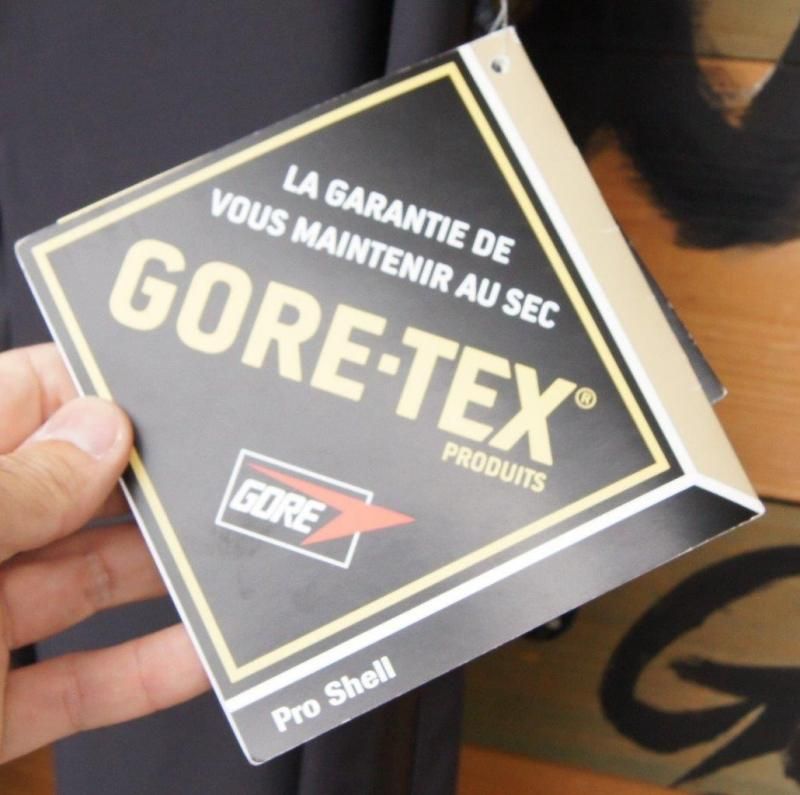 LA GARANTIE DE
VOUS MAINTENIR AU SEC
GORE-TEX®
PRODUITS
GORE
Pro Shell